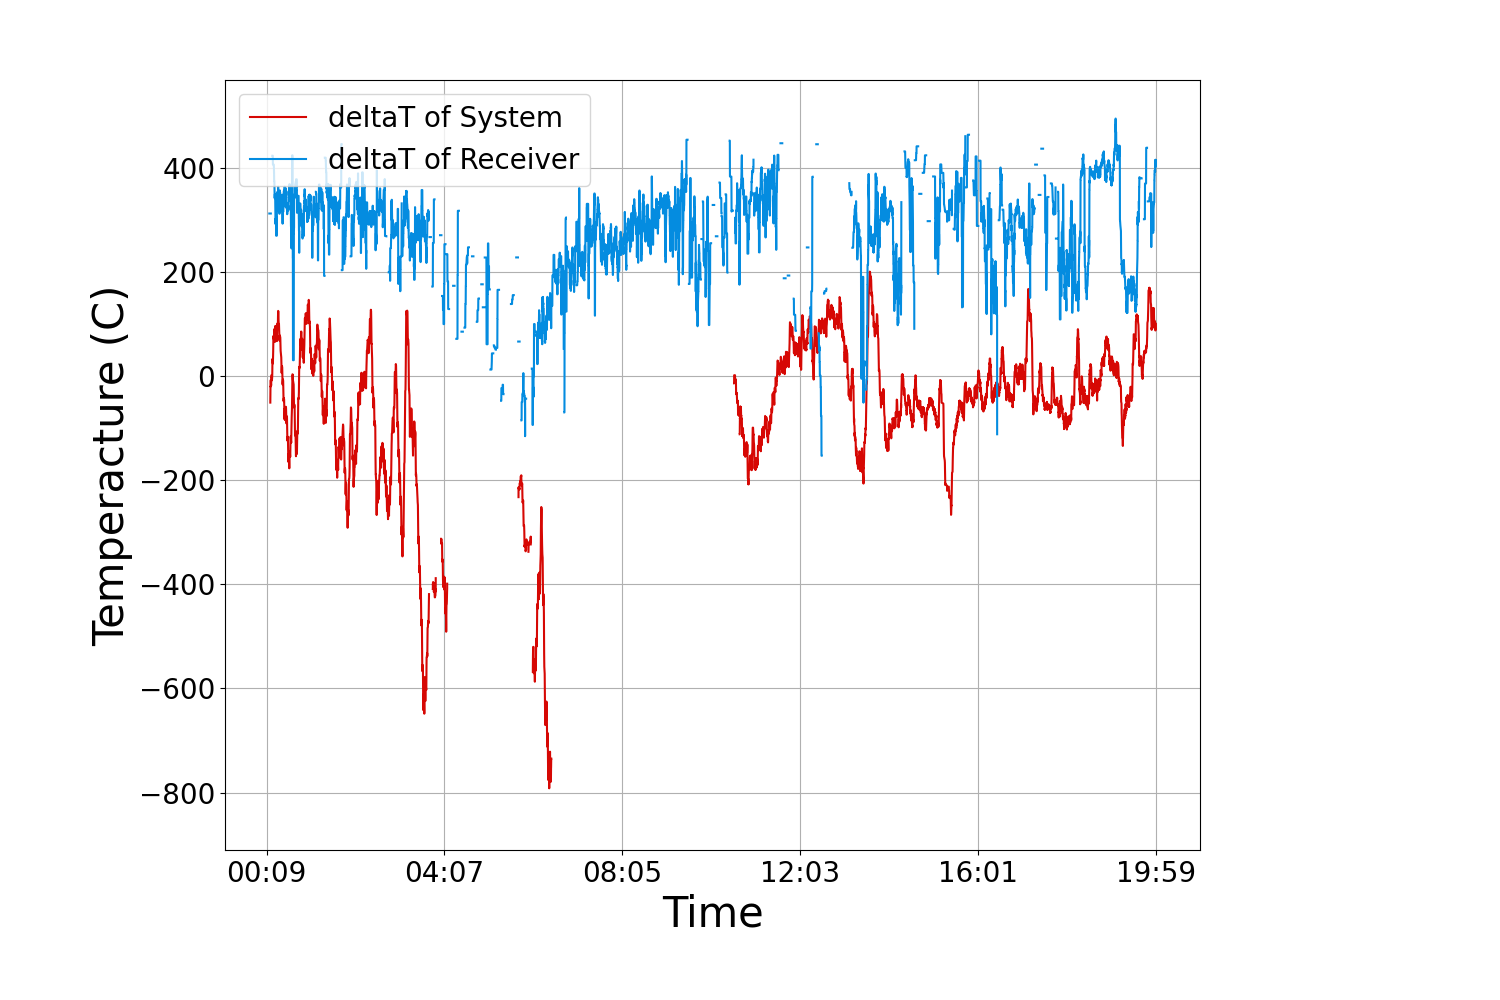 deltaT of System
deltaT of Receiver
400
200
0
−200
−400
−600
−800
Temperacture (C)
00:09 04:07 08:05 12:03 16:01 19:59
Time